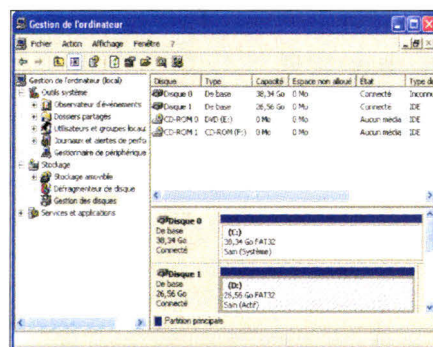 Gestion de l'ordinateur
Fichier Action Affichage Fenêtre ?
Gestion de l'ordinateur (local)
Outils système
Observateur d'événements
Dossiers partagés
Utilisateurs et groupes locau
Journaux et alertes de perfo
Gestionnaire de périphérique
Stockage
Stockage amovible
Défragmenteur de disque
Gestion des disques
Services et applications
Disque Type Capacité Espace non alloué État Type de
Disque 0 De base 38,34 Go 0 Mo Connecté Inconnu
Disque 1 De base 26,56 Go 0 Mo Connecté IDE
CD-ROM 0 DVD (E:) 0 Mo 0 Mo Aucun média IDE
CD-ROM 1 CD-ROM (F:) 0 Mo 0 Mo Aucun média IDE
Disque 0
De base
38,34 Go
Connecté
(C:)
38,34 Go FAT32
Sain (Système)
Disque 1
De base
26,56 Go
Connecté
(D:)
26,56 Go FAT32
Sain (Actif)
Partition principale